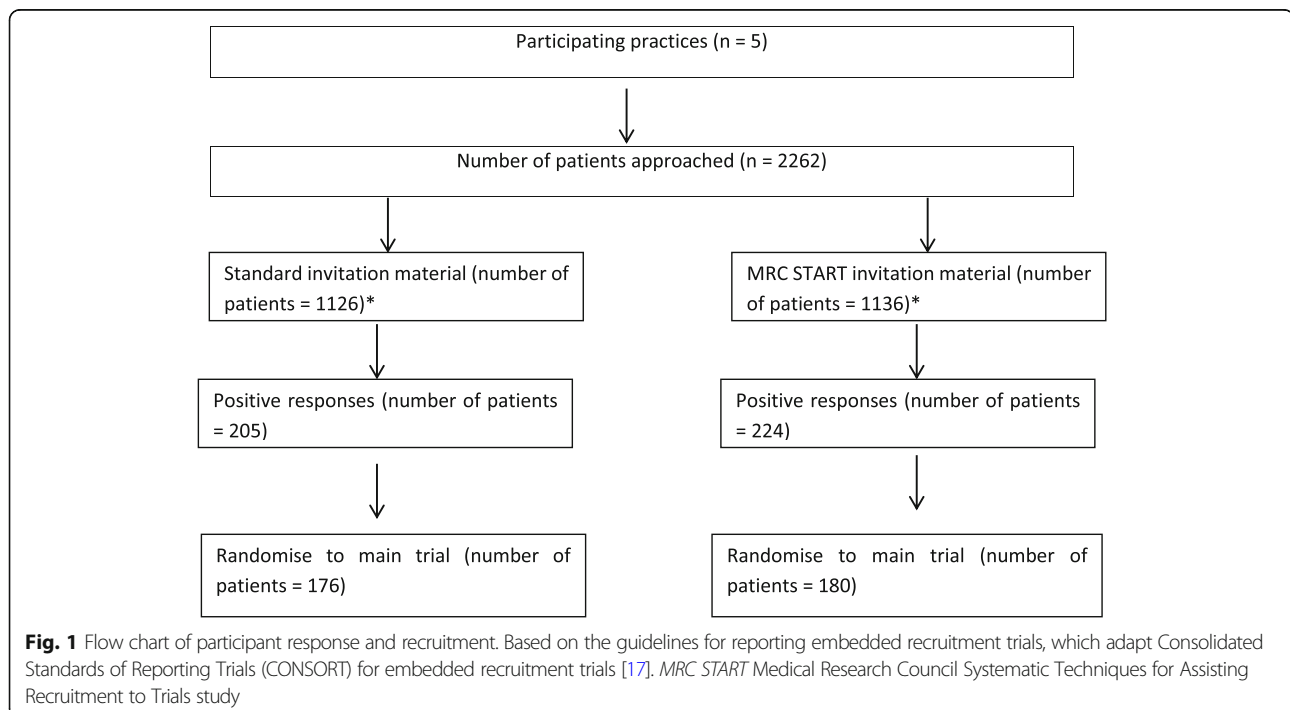 Participating practices (n = 5)
Number of patients approached (n = 2262)
Standard invitation material (number of
patients = 1126)*
MRC START invitation material (number
of patients = 1136)*
Positive responses (number of patients
= 205)
Positive responses (number of patients
= 224)
Randomise to main trial (number of
patients = 176)
Randomise to main trial (number of
patients = 180)
Fig. 1 Flow chart of participant response and recruitment. Based on the guidelines for reporting embedded recruitment trials, which adapt Consolidated
Standards of Reporting Trials (CONSORT) for embedded recruitment trials [17]. MRC START Medical Research Council Systematic Techniques for Assisting
Recruitment to Trials study